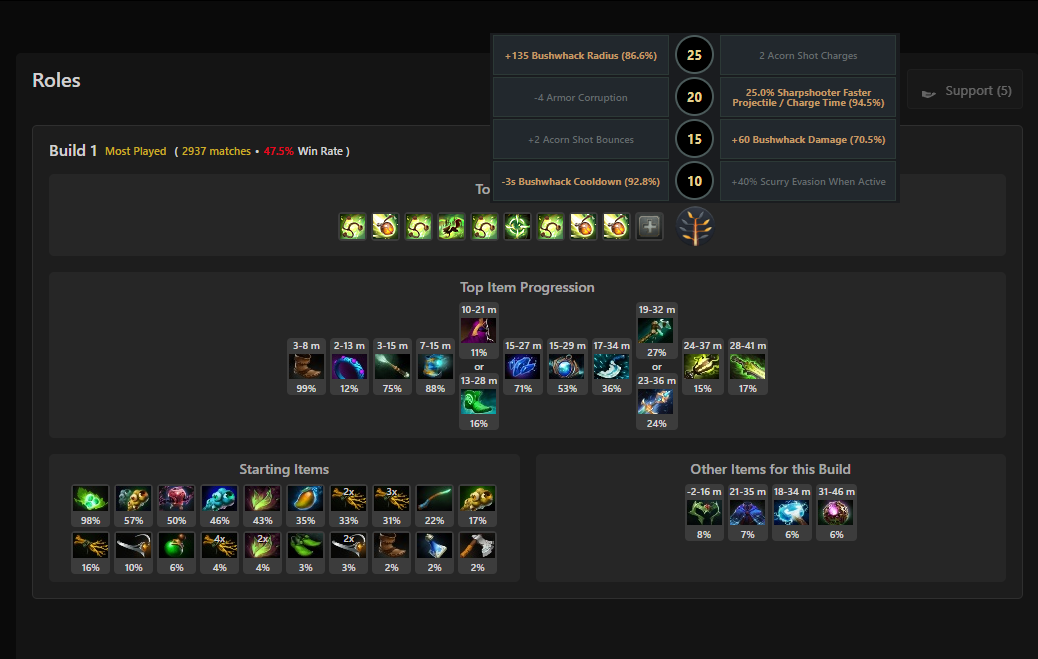 +135 Bushwhack Radius (86.6%) 25 2 Acorn Shot Charges
Roles
-4 Armor Corruption 20 25.0% Sharpshooter Faster
Projectile / Charge Time (94.5%)
Support (5)
+2 Acorn Shot Bounces 15 +60 Bushwhack Damage (70.5%)
Build 1 Most Played ( 2937 matches • 47.5% Win Rate )
-3s Bushwhack Cooldown (92.8%) 10 +40% Scurry Evasion When Active
To
Top Item Progression
10-21 m 19-32 m
11% 27%
3-8 m 2-13 m 3-15 m 7-15 m or 15-27 m 15-29 m 17-34 m or 24-37 m 28-41 m
13-28 m 23-36 m
99% 12% 75% 88% 71% 53% 36% 15% 17%
16% 24%
Starting Items
2x 3x
98% 57% 50% 46% 43% 35% 33% 31% 22% 17%
4x 2x 2x
16% 10% 6% 4% 4% 3% 3% 2% 2% 2%
Other Items for this Build
-2-16 m 21-35 m 18-34 m 31-46 m
8% 7% 6% 6%